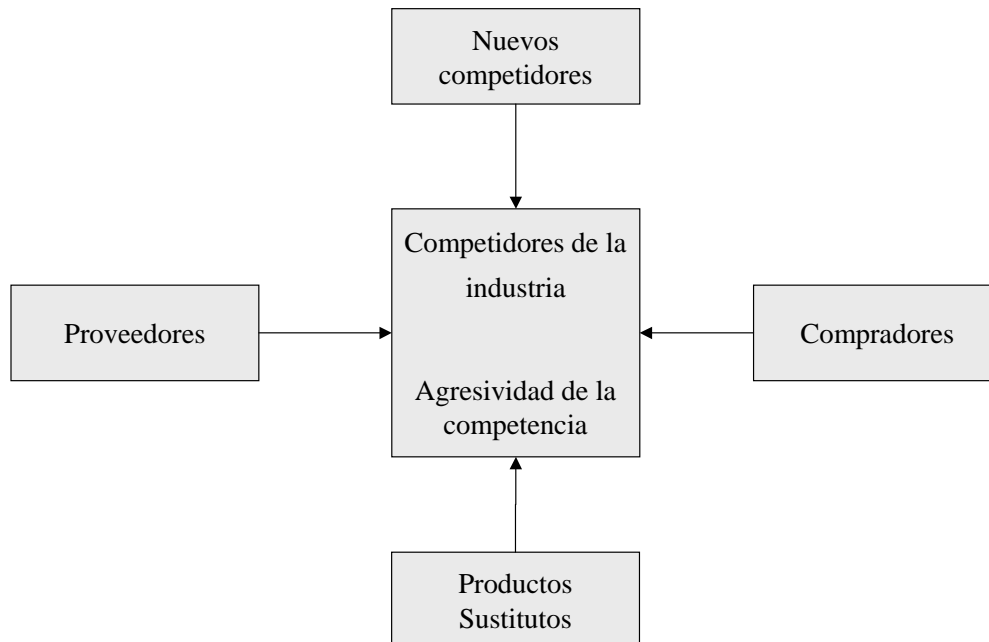 Nuevos
competidores
Competidores de la
industria
Proveedores
Compradores
Agresividad de la
competencia
Productos
Sustitutos